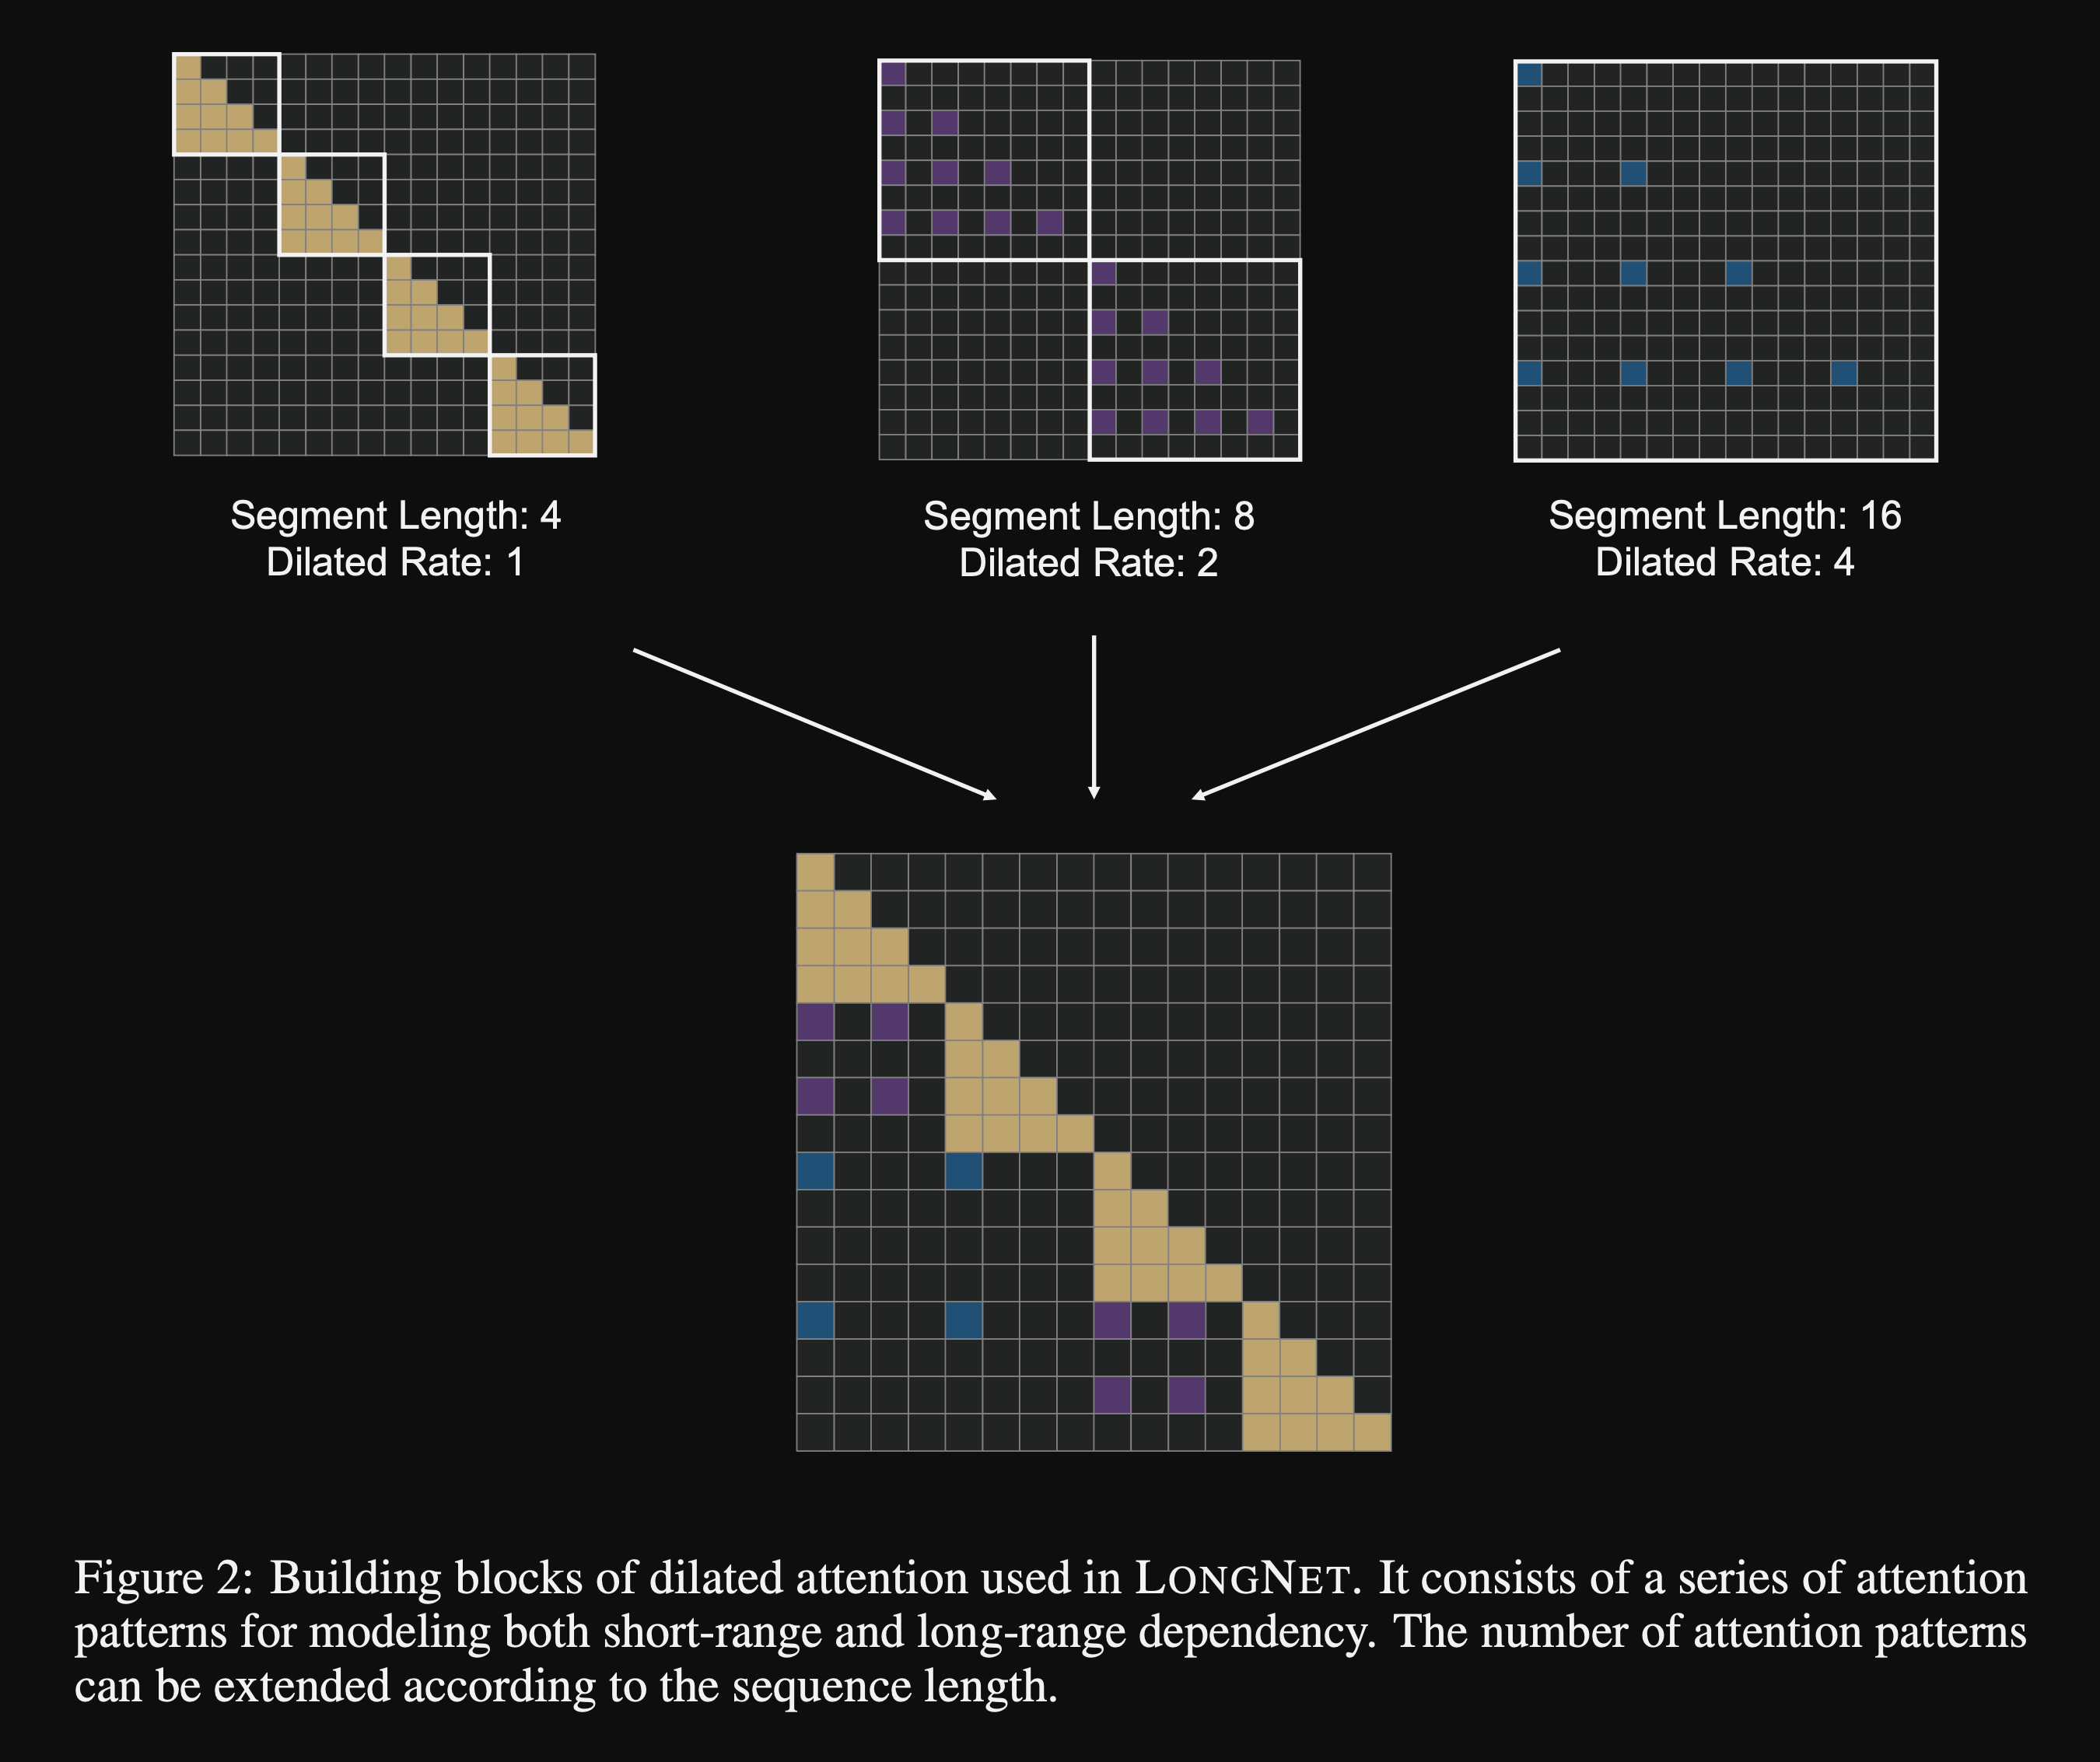 Segment Length: 4
Dilated Rate: 1
Segment Length: 8
Dilated Rate: 2
Segment Length: 16
Dilated Rate: 4
Figure 2: Building blocks of dilated attention used in LONGNET. It consists of a series of attention
patterns for modeling both short-range and long-range dependency. The number of attention patterns
can be extended according to the sequence length.